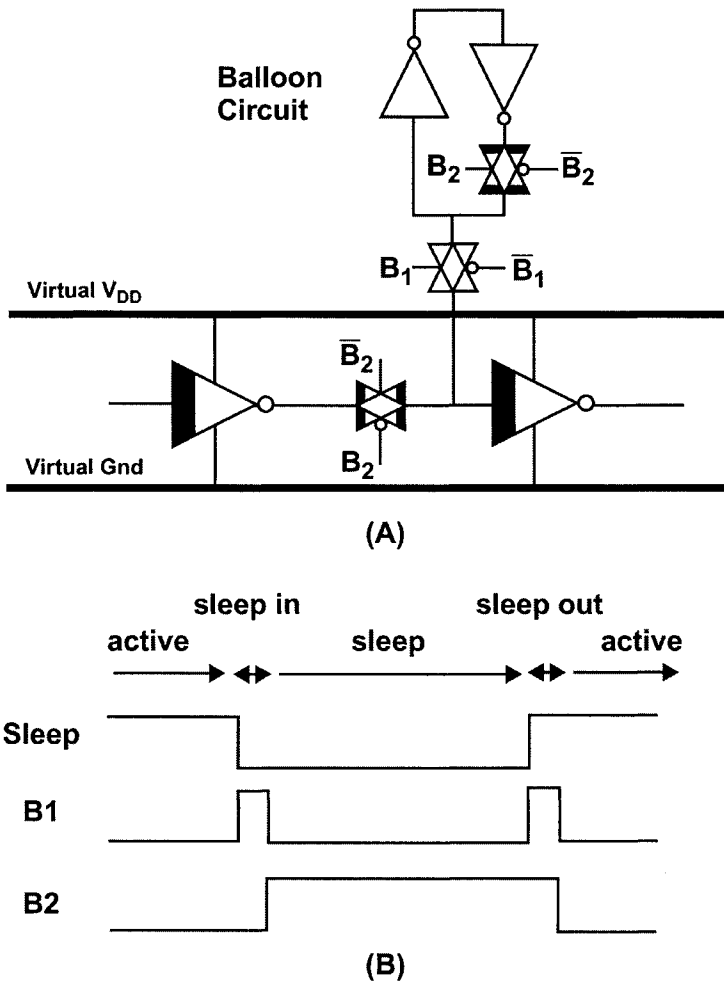 Balloon
Circuit
B₂ B̅₂
B₁ B̅₁
Virtual V_DD
B̅₂
B₂
Virtual Gnd
(A)
sleep in sleep out
active sleep active
Sleep
B1
B2
(B)